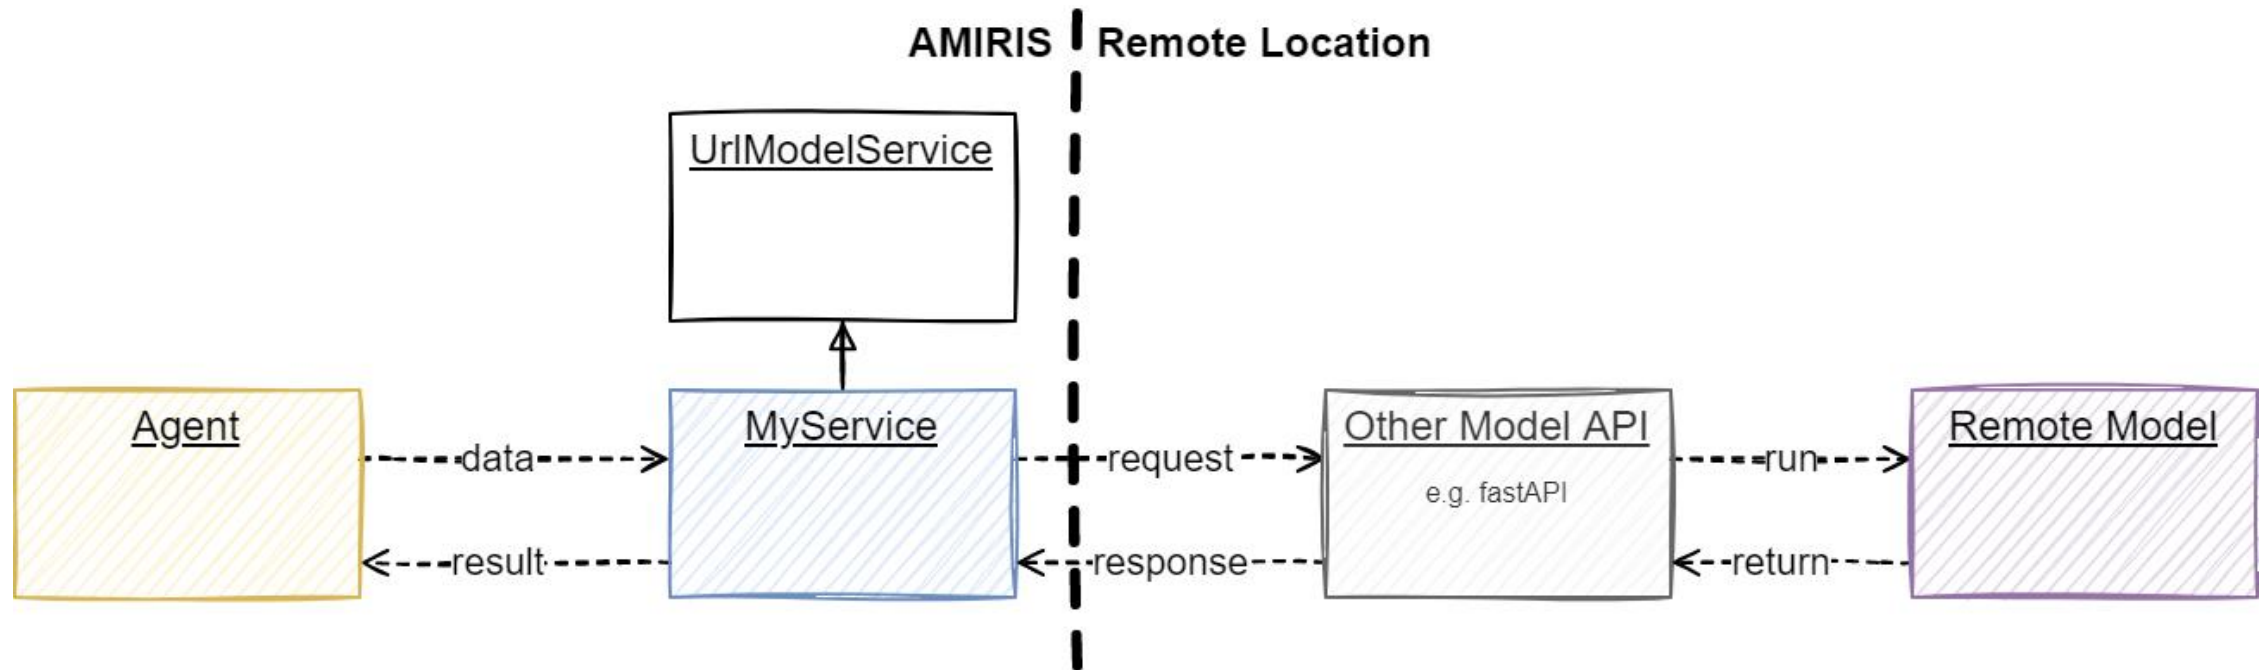 AMIRIS
Remote Location
UrlModelService
Agent
MyService
Other Model API
Remote Model
data
request
run
e.g. fastAPI
result
response
return